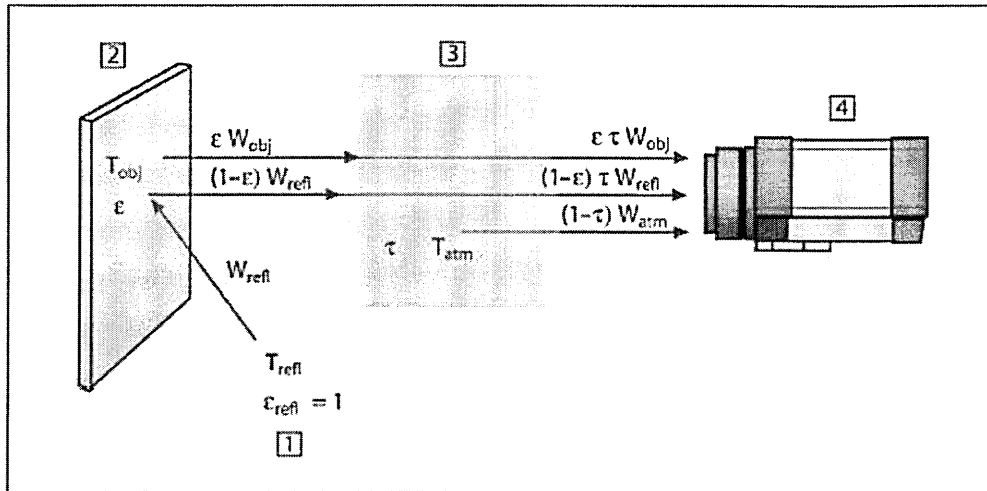 2
3
4
ε W_obj
ε τ W_obj
T_obj
(1-ε) W_refl
(1-ε) τ W_refl
ε
(1-τ) W_atm
τ T_atm
W_refl
T_refl
ε_refl = 1
1